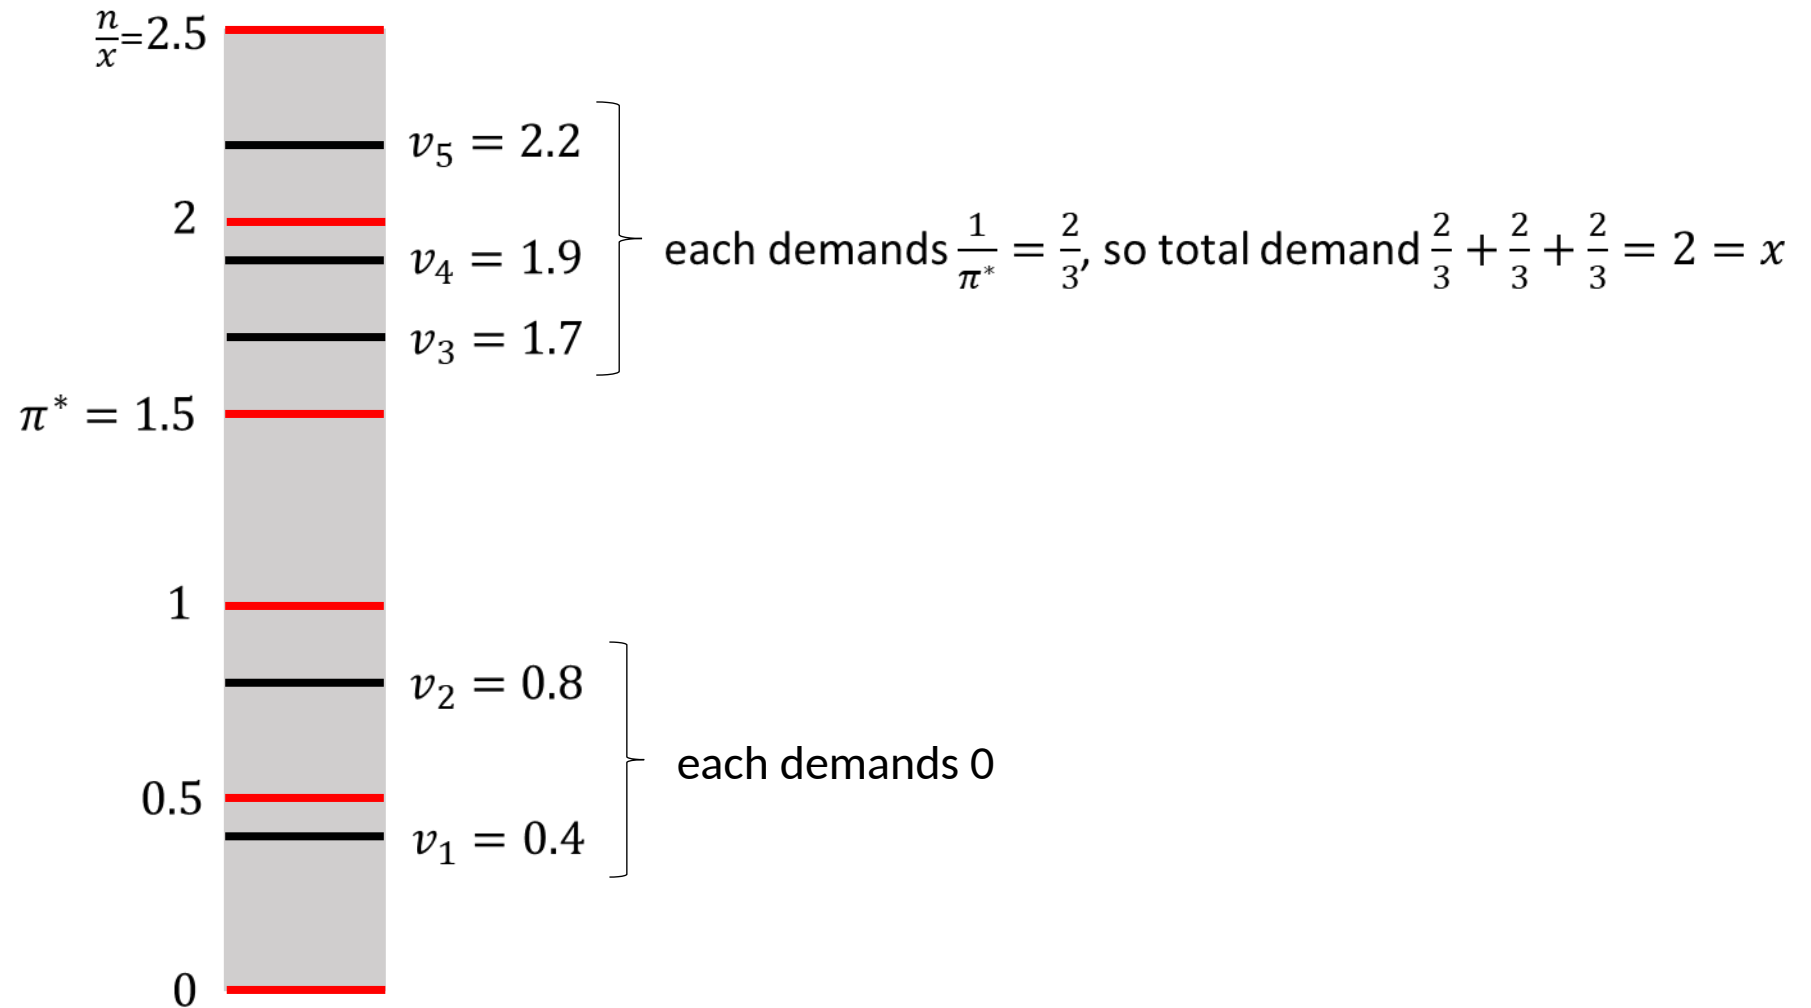 n/x=2.5
v₅ = 2.2
2
v₄ = 1.9
each demands 1/π* = 2/3, so total demand 2/3 + 2/3 + 2/3 = 2 = x
v₃ = 1.7
π* = 1.5
1
v₂ = 0.8
each demands 0
0.5
v₁ = 0.4
0